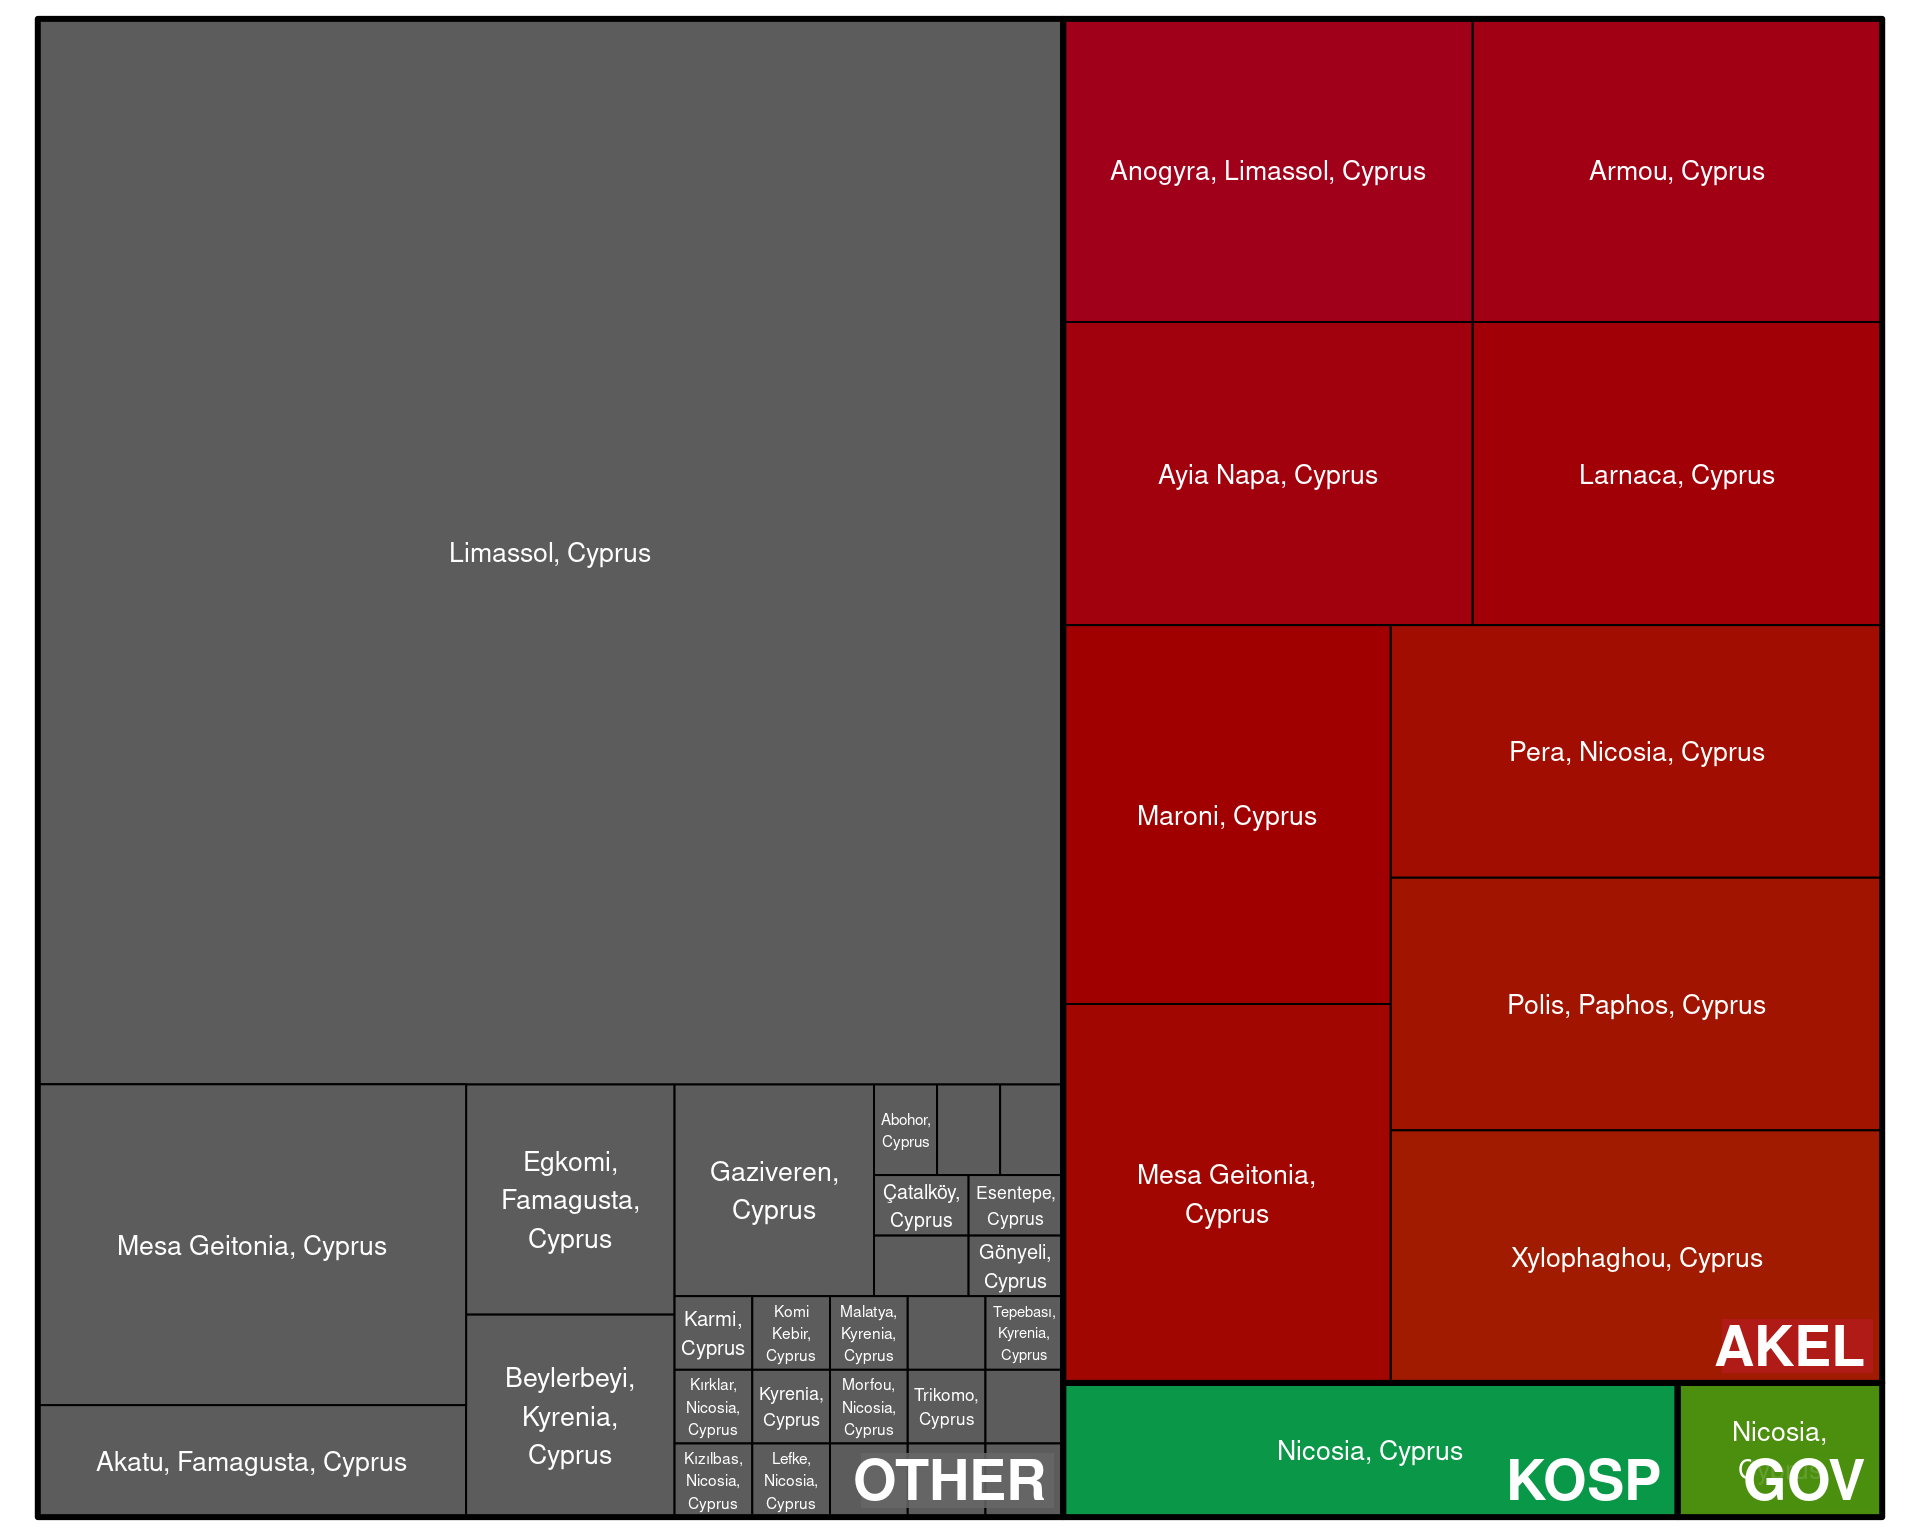 Limassol, Cyprus
Mesa Geitonia, Cyprus
Akatu, Famagusta, Cyprus
Egkomi,
Famagusta,
Cyprus
Beylerbeyi,
Kyrenia,
Cyprus
Gaziveren,
Cyprus
Abohor,
Cyprus
Çatalköy,
Cyprus
Esentepe,
Cyprus
Gönyeli,
Cyprus
Karmi,
Cyprus
Komi
Kebir,
Cyprus
Malatya,
Kyrenia,
Cyprus
Tepebası,
Kyrenia,
Cyprus
Kırklar,
Nicosia,
Cyprus
Kyrenia,
Cyprus
Morfou,
Nicosia,
Cyprus
Trikomo,
Cyprus
Kızılbas,
Nicosia,
Cyprus
Lefke,
Nicosia,
Cyprus
OTHER
Anogyra, Limassol, Cyprus
Armou, Cyprus
Ayia Napa, Cyprus
Larnaca, Cyprus
Maroni, Cyprus
Pera, Nicosia, Cyprus
Polis, Paphos, Cyprus
Mesa Geitonia,
Cyprus
Xylophaghou, Cyprus
AKEL
Nicosia, Cyprus
KOSP
Nicosia,
GOV